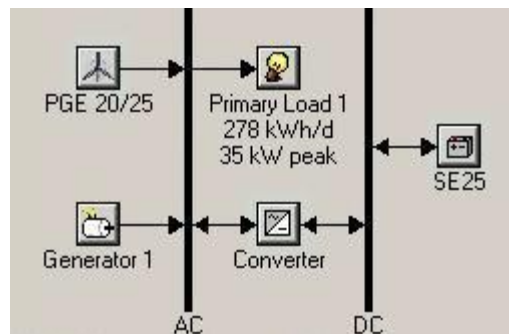 PGE 20/25
Primary Load 1
278 kWh/d
35 kW peak
SE25
Generator 1
Converter
AC
DC